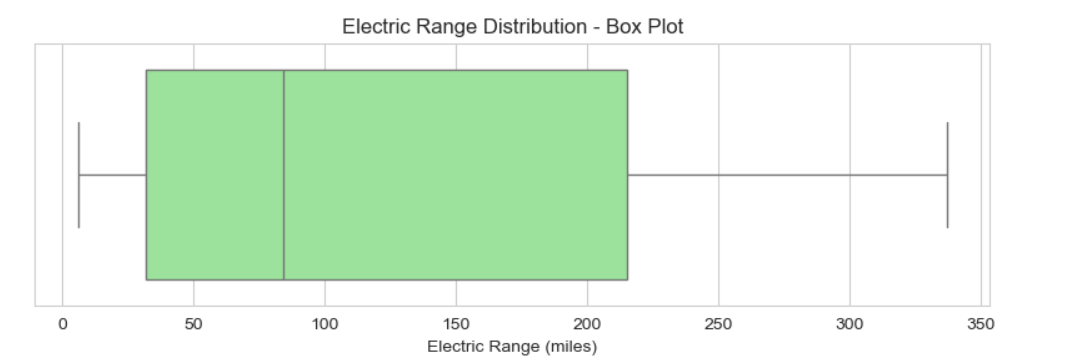 Electric Range Distribution - Box Plot
0 50 100 150 200 250 300 350
Electric Range (miles)